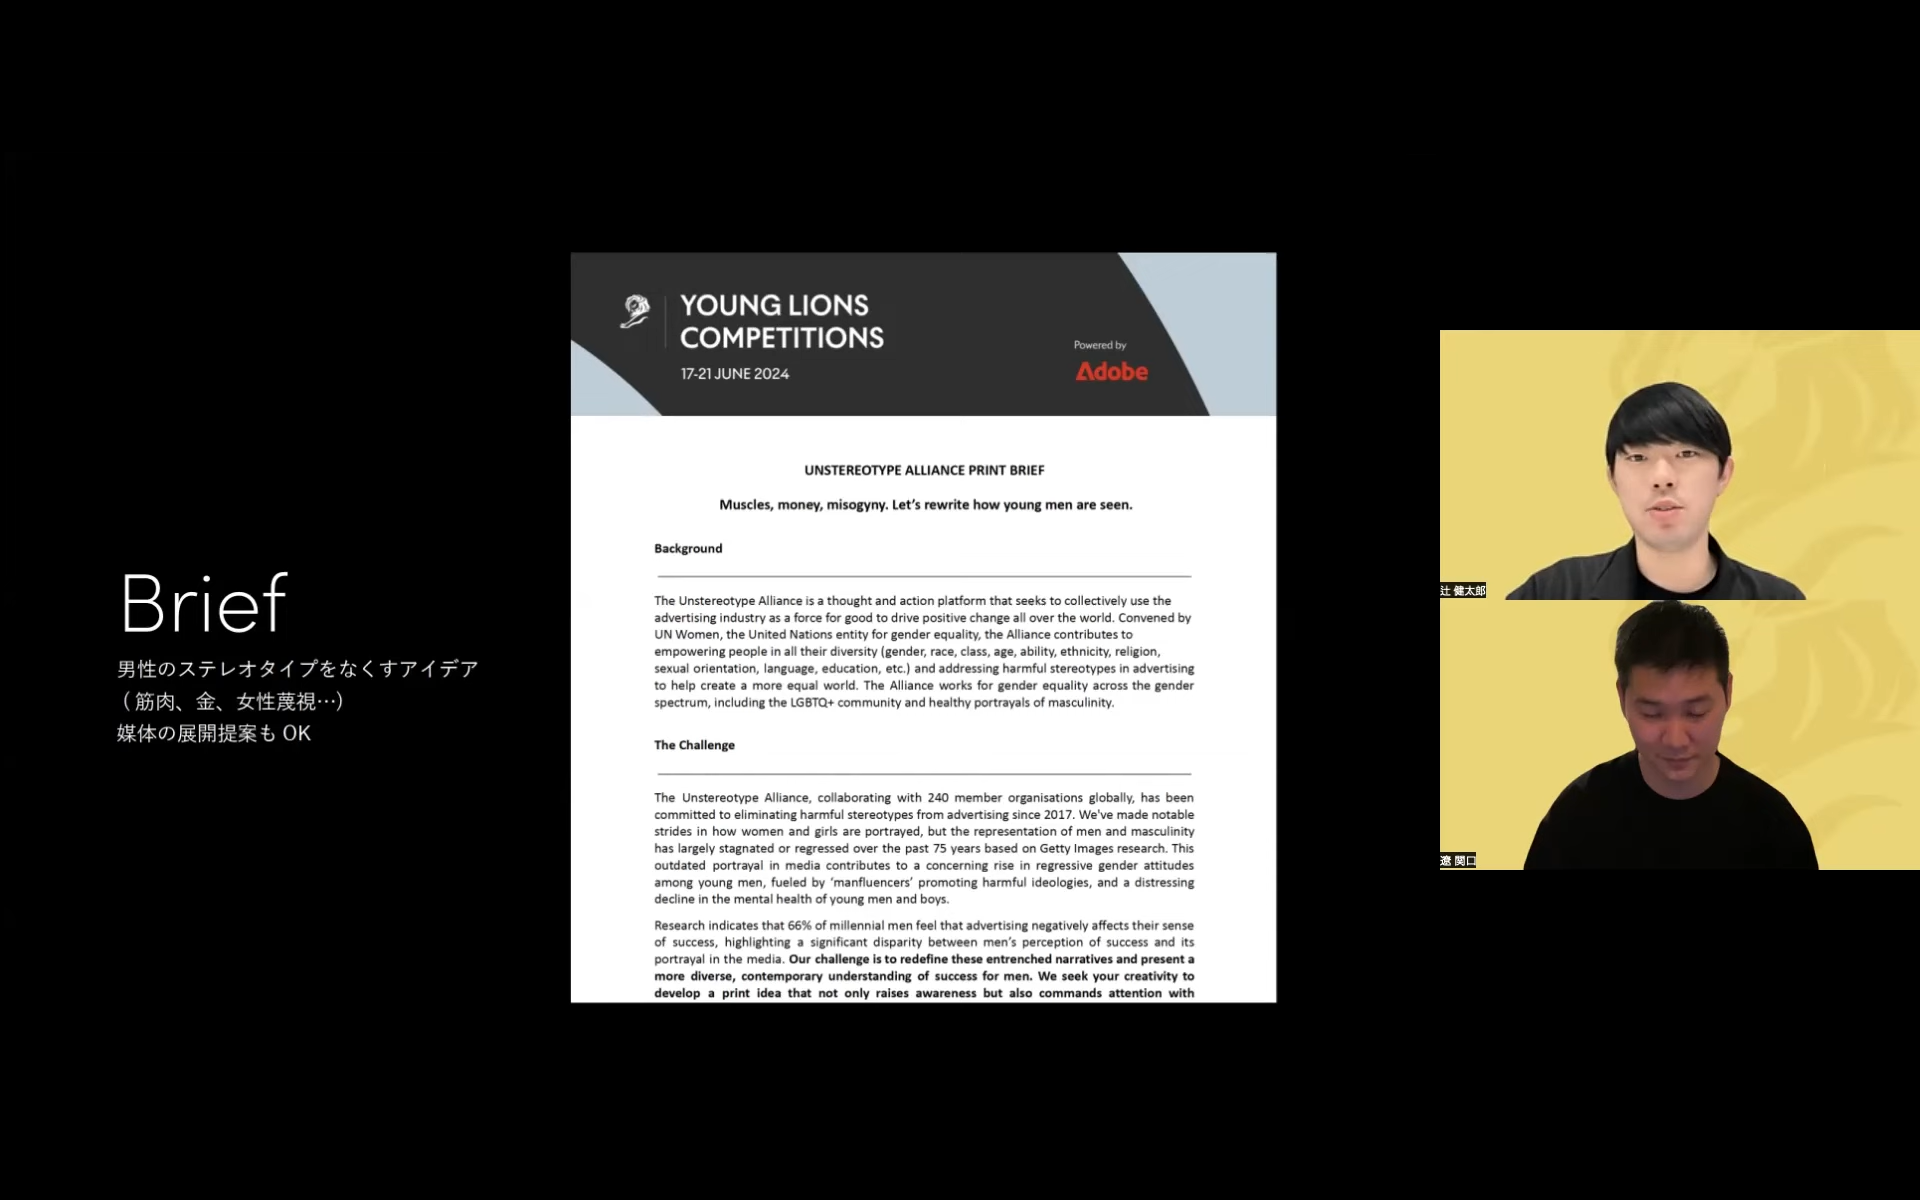 Brief
男性のステレオタイプをなくすアイデア
（ 筋肉、金、女性蔑視…）
媒体の展開提案も OK
YOUNG LIONS
COMPETITIONS
17-21 JUNE 2024
Powered by
Adobe
UNSTEREOTYPE ALLIANCE PRINT BRIEF
Muscles, money, misogyny. Let’s rewrite how young men are seen.
Background
The Unstereotype Alliance is a thought and action platform that seeks to collectively use the
advertising industry as a force for good to drive positive change all over the world. Convened by
UN Women, the United Nations entity for gender equality, the Alliance contributes to
empowering people in all their diversity (gender, race, class, age, ability, ethnicity, religion,
sexual orientation, language, education, etc.) and addressing harmful stereotypes in advertising
to help create a more equal world. The Alliance works for gender equality across the gender
spectrum, including the LGBTQ+ community and healthy portrayals of masculinity.
The Challenge
The Unstereotype Alliance, collaborating with 240 member organisations globally, has been
committed to eliminating harmful stereotypes from advertising since 2017. We've made notable
strides in how women and girls are portrayed, but the representation of men and masculinity
has largely stagnated or regressed over the past 75 years based on Getty Images research. This
outdated portrayal in media contributes to a concerning rise in regressive gender attitudes
among young men, fueled by ‘manfluencers’ promoting harmful ideologies, and a distressing
decline in the mental health of young men and boys.
Research indicates that 66% of millennial men feel that advertising negatively affects their sense
of success, highlighting a significant disparity between men’s perception of success and its
portrayal in the media. Our challenge is to redefine these entrenched narratives and present a
more diverse, contemporary understanding of success for men. We seek your creativity to
develop a print idea that not only raises awareness but also commands attention with
辻 健太郎
遼 関口